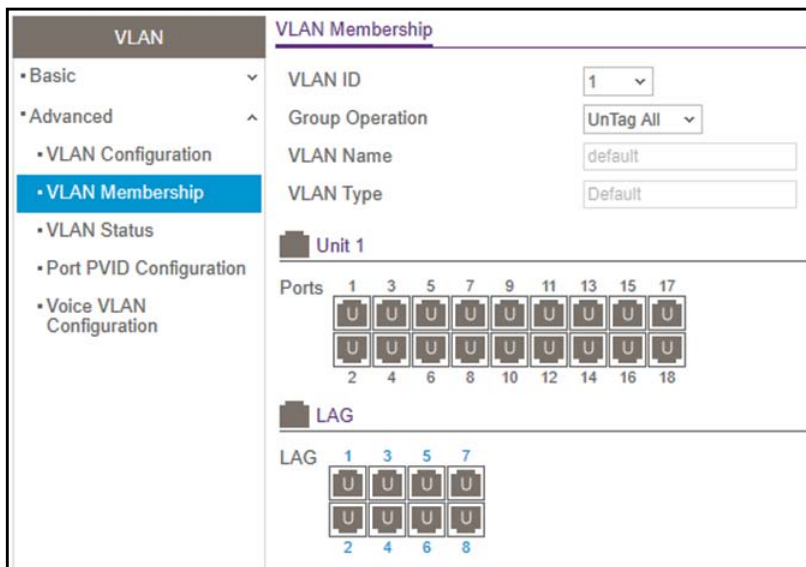 VLAN
Basic
Advanced
VLAN Configuration
VLAN Membership
VLAN Status
Port PVID Configuration
Voice VLAN
Configuration
VLAN Membership
VLAN ID 1
Group Operation UnTag All
VLAN Name default
VLAN Type Default
Unit 1
Ports 1 3 5 7 9 11 13 15 17
U U U U U U U U U
U U U U U U U U U
2 4 6 8 10 12 14 16 18
LAG
LAG 1 3 5 7
U U U U
U U U U
2 4 6 8